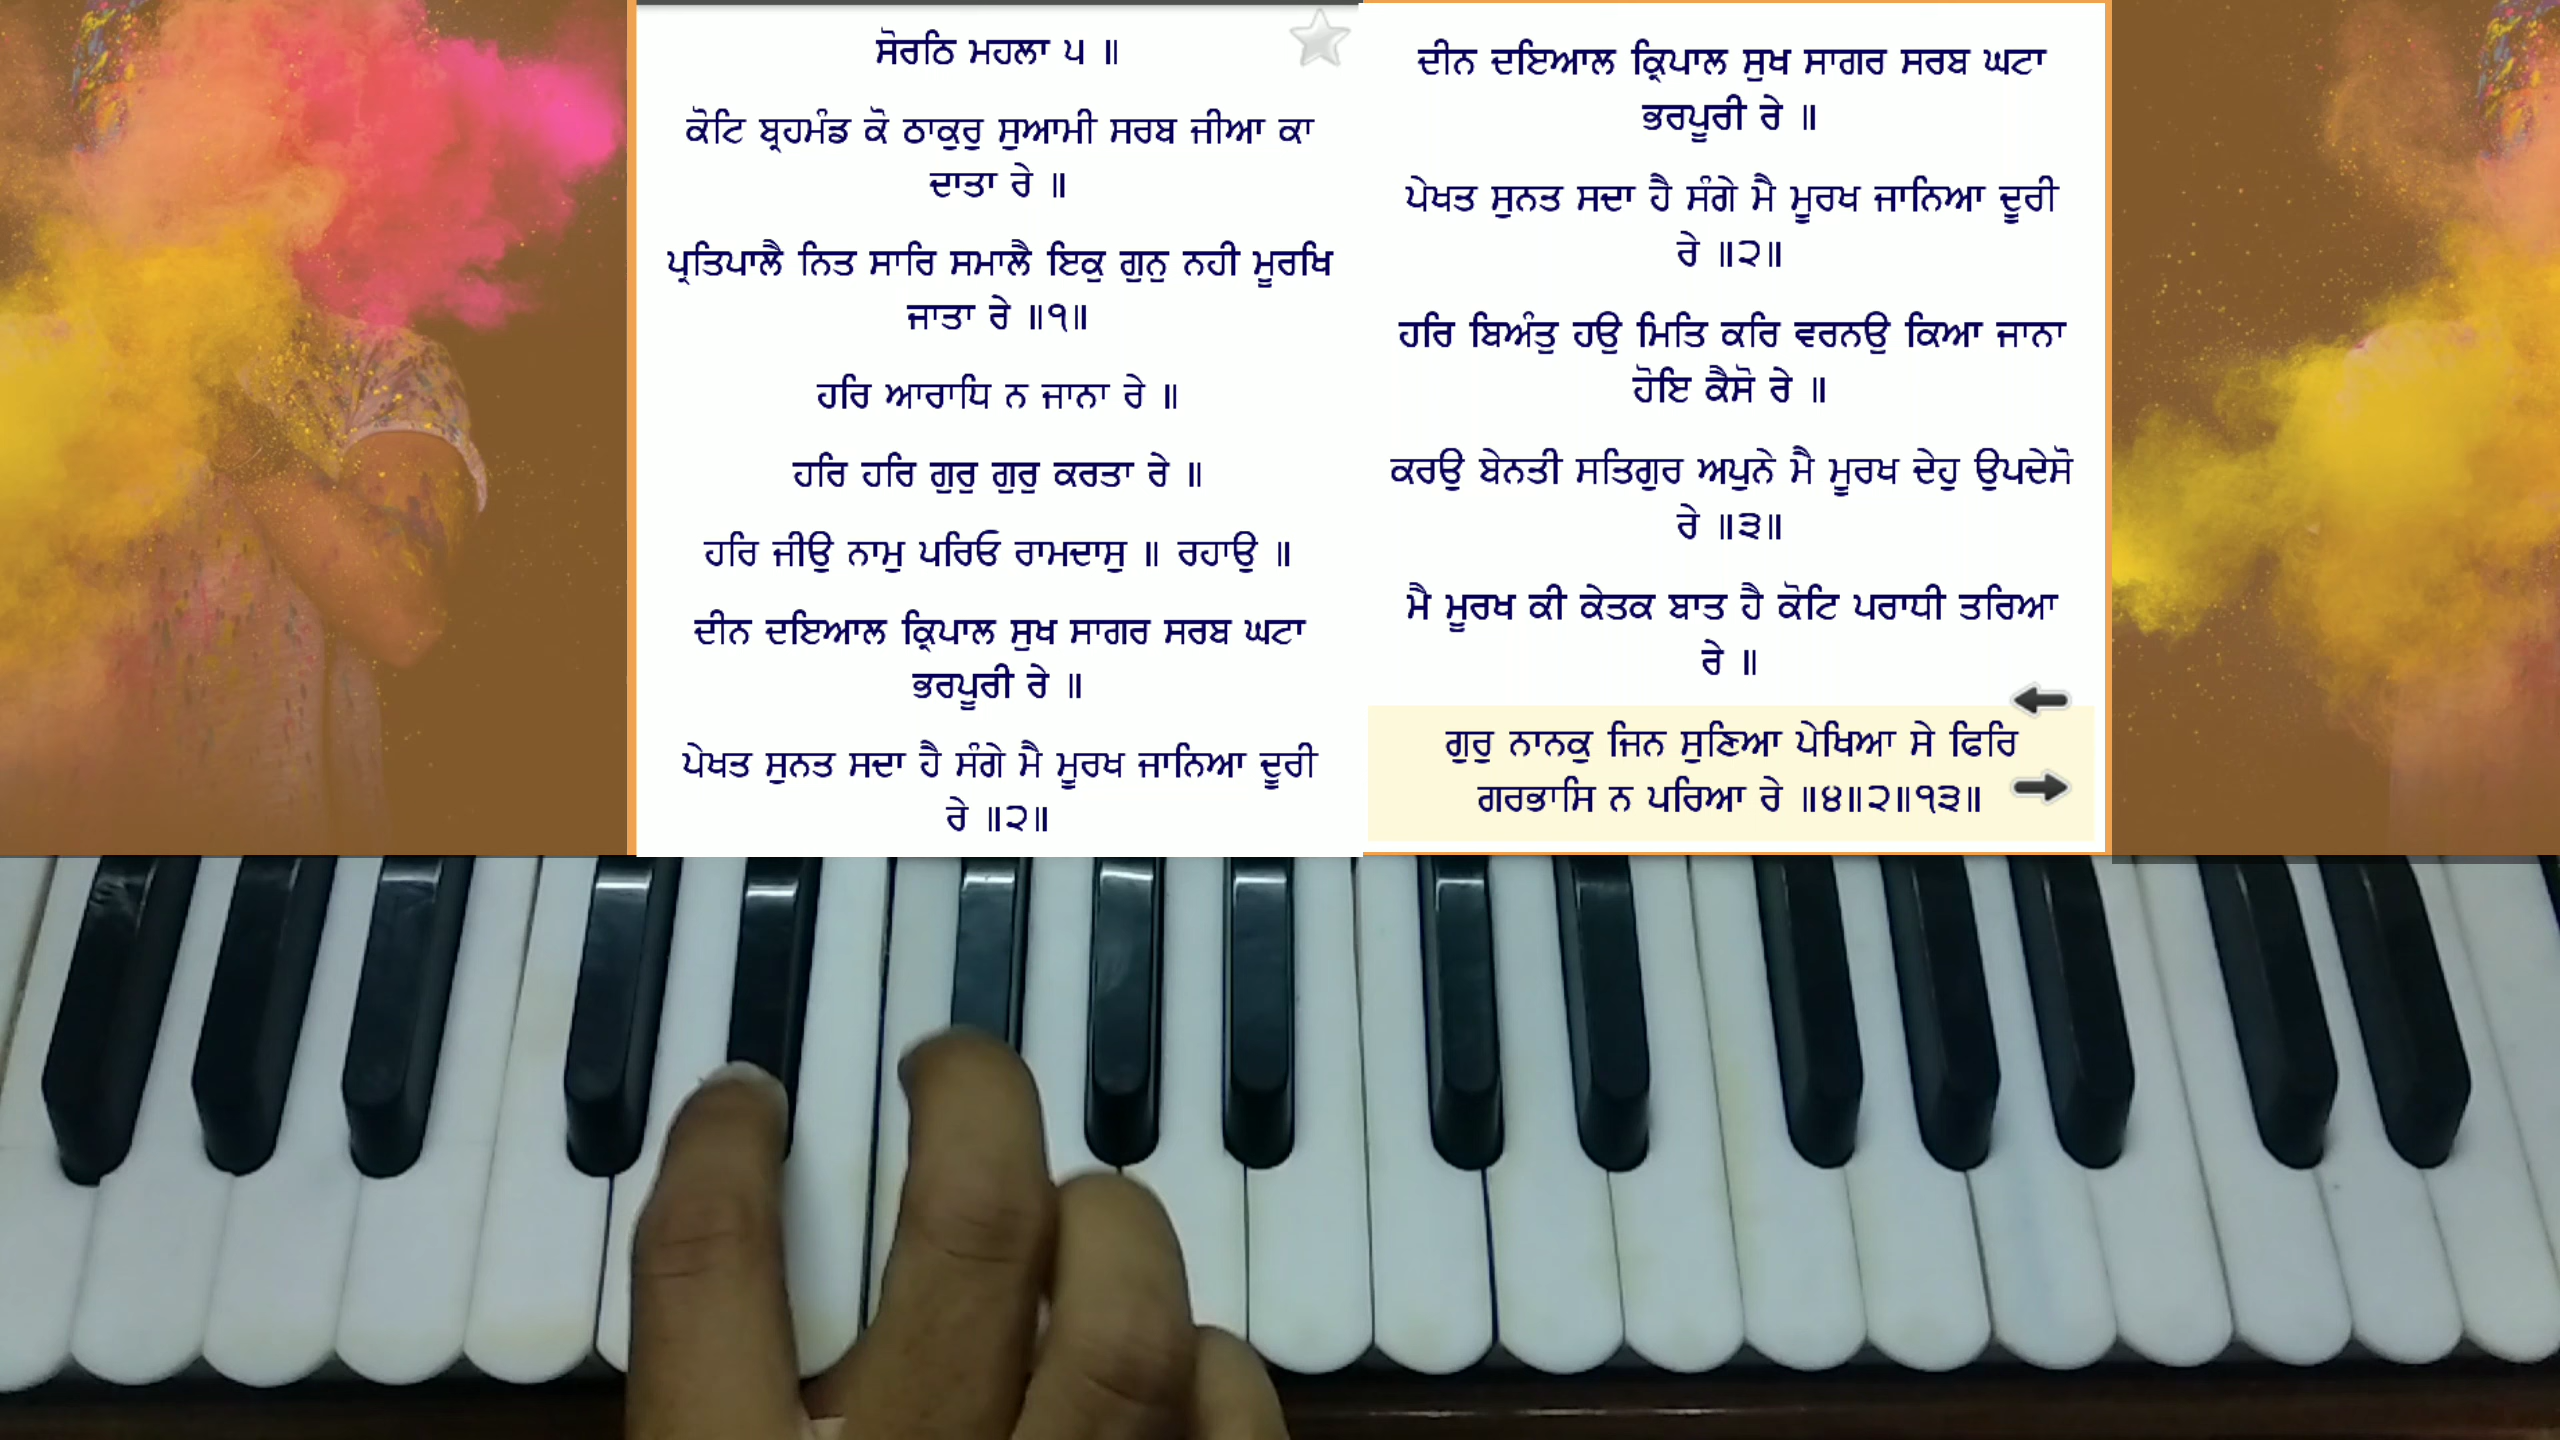 ਸੋਰਠਿ ਮਹਲਾ ੫ ॥
ਕੋਟਿ ਬ੍ਰਹਮੰਡ ਕੋ ਠਾਕੁਰੁ ਸੁਆਮੀ ਸਰਬ ਜੀਆ ਕਾ
ਦਾਤਾ ਰੇ ॥
ਪ੍ਰਤਿਪਾਲੈ ਨਿਤ ਸਾਰਿ ਸਮਾਲੈ ਇਕੁ ਗੁਨੁ ਨਹੀ ਮੂਰਖਿ
ਜਾਤਾ ਰੇ ॥੧॥
ਹਰਿ ਆਰਾਧਿ ਨ ਜਾਨਾ ਰੇ ॥
ਹਰਿ ਹਰਿ ਗੁਰੁ ਗੁਰੁ ਕਰਤਾ ਰੇ ॥
ਹਰਿ ਜੀਉ ਨਾਮੁ ਪਰਿਓ ਰਾਮਦਾਸੁ ॥ ਰਹਾਉ ॥
ਦੀਨ ਦਇਆਲ ਕ੍ਰਿਪਾਲ ਸੁਖ ਸਾਗਰ ਸਰਬ ਘਟਾ
ਭਰਪੂਰੀ ਰੇ ॥
ਪੇਖਤ ਸੁਨਤ ਸਦਾ ਹੈ ਸੰਗੇ ਮੈ ਮੂਰਖ ਜਾਨਿਆ ਦੂਰੀ
ਰੇ ॥੨॥
ਦੀਨ ਦਇਆਲ ਕ੍ਰਿਪਾਲ ਸੁਖ ਸਾਗਰ ਸਰਬ ਘਟਾ
ਭਰਪੂਰੀ ਰੇ ॥
ਪੇਖਤ ਸੁਨਤ ਸਦਾ ਹੈ ਸੰਗੇ ਮੈ ਮੂਰਖ ਜਾਨਿਆ ਦੂਰੀ
ਰੇ ॥੨॥
ਹਰਿ ਬਿਅੰਤੁ ਹਉ ਮਿਤਿ ਕਰਿ ਵਰਨਉ ਕਿਆ ਜਾਨਾ
ਹੋਇ ਕੈਸੋ ਰੇ ॥
ਕਰਉ ਬੇਨਤੀ ਸਤਿਗੁਰ ਅਪੁਨੇ ਮੈ ਮੂਰਖ ਦੇਹੁ ਉਪਦੇਸੋ
ਰੇ ॥੩॥
ਮੈ ਮੂਰਖ ਕੀ ਕੇਤਕ ਬਾਤ ਹੈ ਕੋਟਿ ਪਰਾਧੀ ਤਰਿਆ
ਰੇ ॥
ਗੁਰੁ ਨਾਨਕੁ ਜਿਨ ਸੁਣਿਆ ਪੇਖਿਆ ਸੇ ਫਿਰਿ
ਗਰਭਾਸਿ ਨ ਪਰਿਆ ਰੇ ॥੪॥੨॥੧੩॥